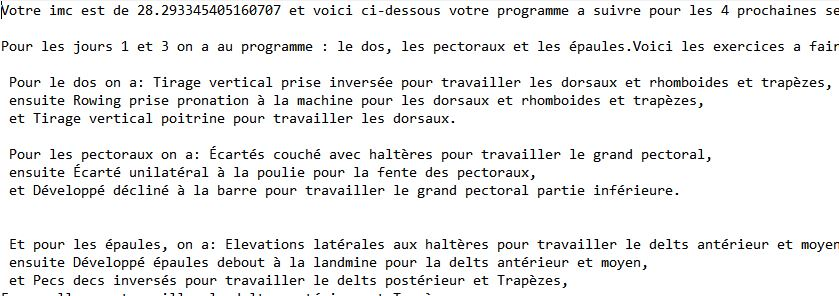 Votre imc est de 28.293345405160707 et voici ci-dessous votre programme a suivre pour les 4 prochaines se
Pour les jours 1 et 3 on a au programme : le dos, les pectoraux et les épaules.Voici les exercices a fair
Pour le dos on a: Tirage vertical prise inversée pour travailler les dorsaux et rhomboides et trapèzes,
ensuite Rowing prise pronation à la machine pour les dorsaux et rhomboides et trapèzes,
et Tirage vertical poitrine pour travailler les dorsaux.
Pour les pectoraux on a: Écartés couché avec haltères pour travailler le grand pectoral,
ensuite Écarté unilatéral à la poulie pour la fente des pectoraux,
et Développé décliné à la barre pour travailler le grand pectoral partie inférieure.
Et pour les épaules, on a: Elevations latérales aux haltères pour travailler le delts antérieur et moyen
ensuite Développé épaules debout à la landmine pour la delts antérieur et moyen,
et Pecs decs inversés pour travailler le delts postérieur et Trapèzes,